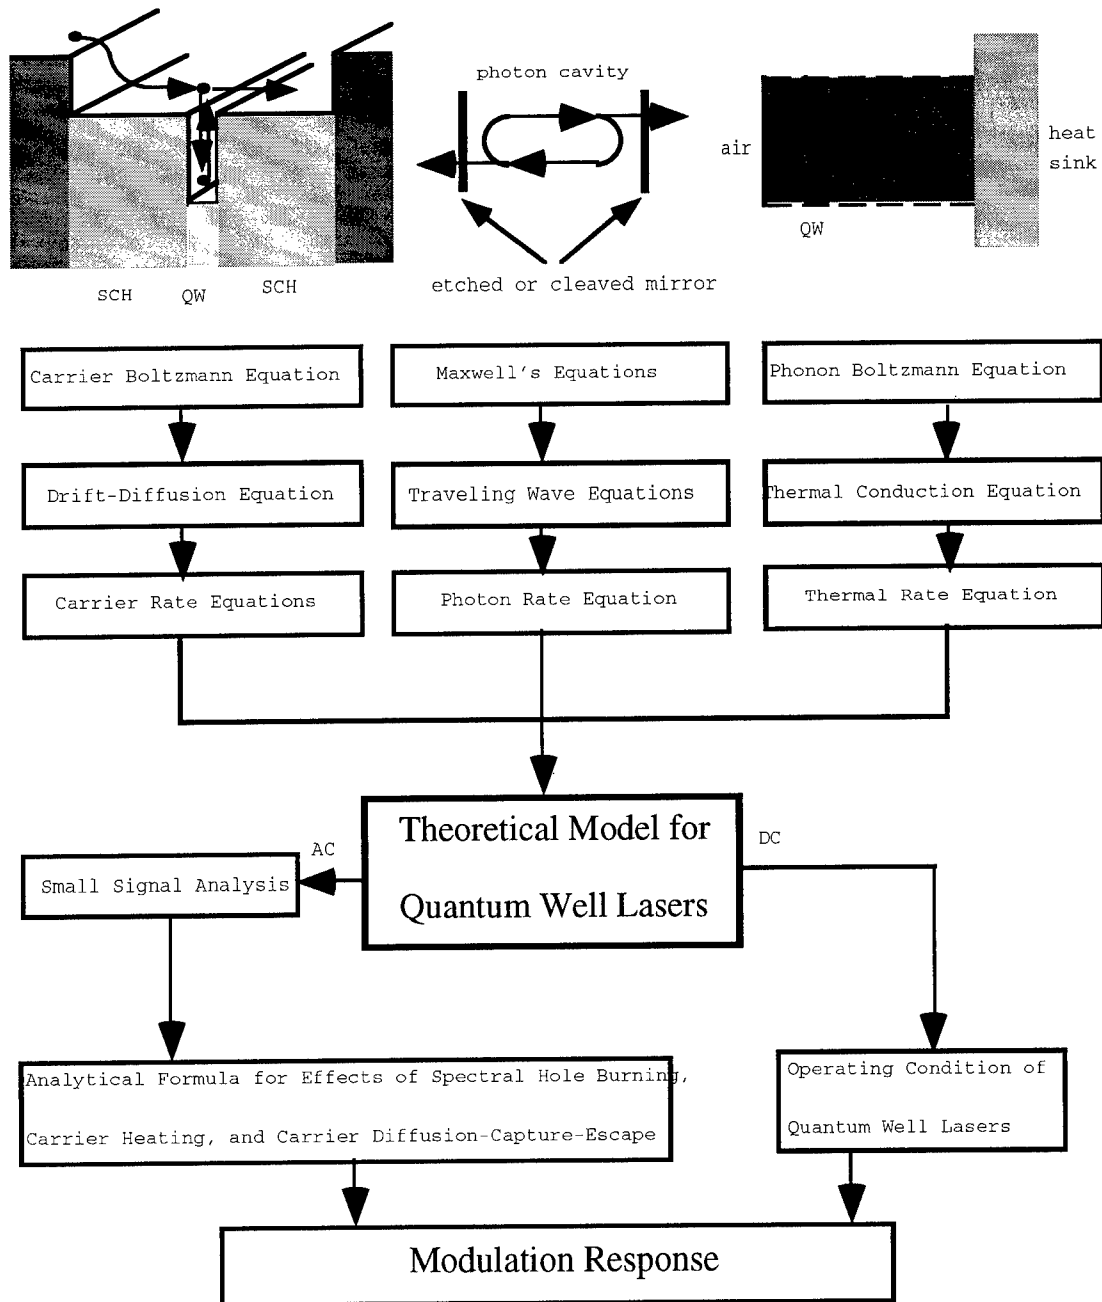 photon cavity
air
heat
sink
QW
etched or cleaved mirror
SCH QW SCH
Carrier Boltzmann Equation
Maxwell's Equations
Phonon Boltzmann Equation
Drift-Diffusion Equation
Traveling Wave Equations
Thermal Conduction Equation
Carrier Rate Equations
Photon Rate Equation
Thermal Rate Equation
Theoretical Model for
Quantum Well Lasers
AC
DC
Small Signal Analysis
Analytical Formula for Effects of Spectral Hole Burning,
Carrier Heating, and Carrier Diffusion-Capture-Escape
Operating Condition of
Quantum Well Lasers
Modulation Response